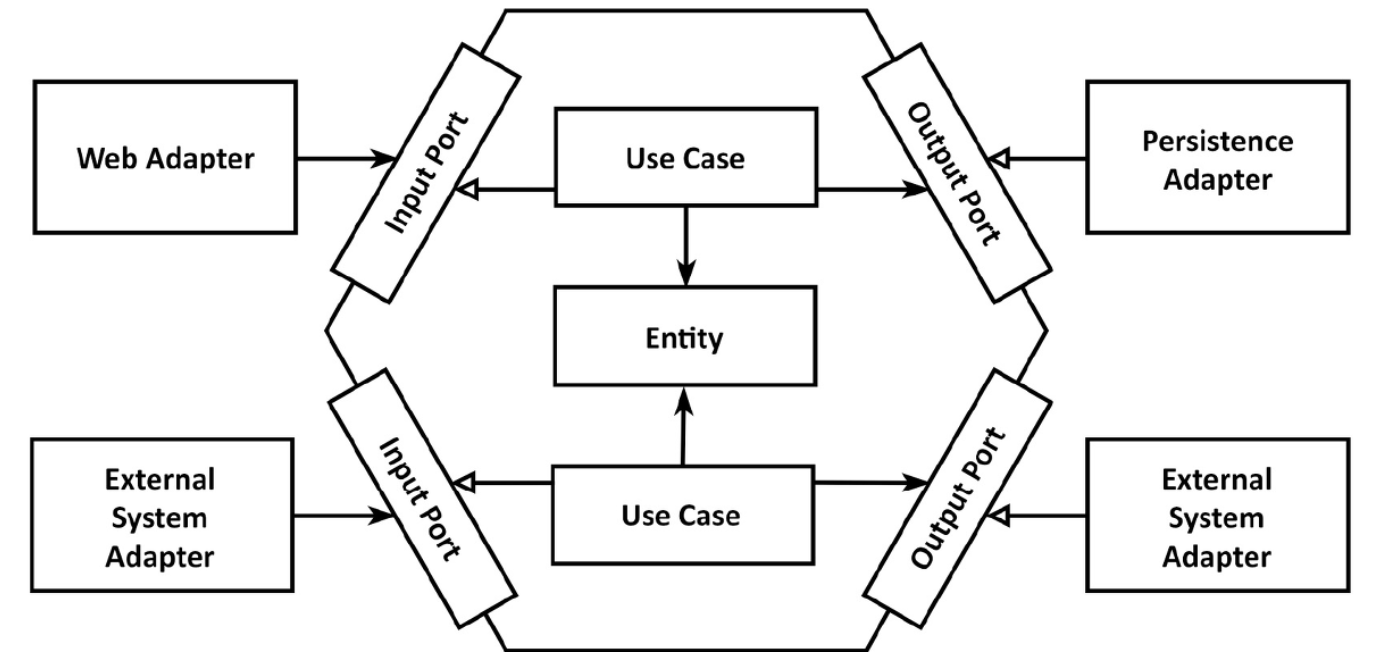 Web Adapter
Input Port
Use Case
Output Port
Persistence
Adapter
Entity
External
System
Adapter
Input Port
Use Case
Output Port
External
System
Adapter